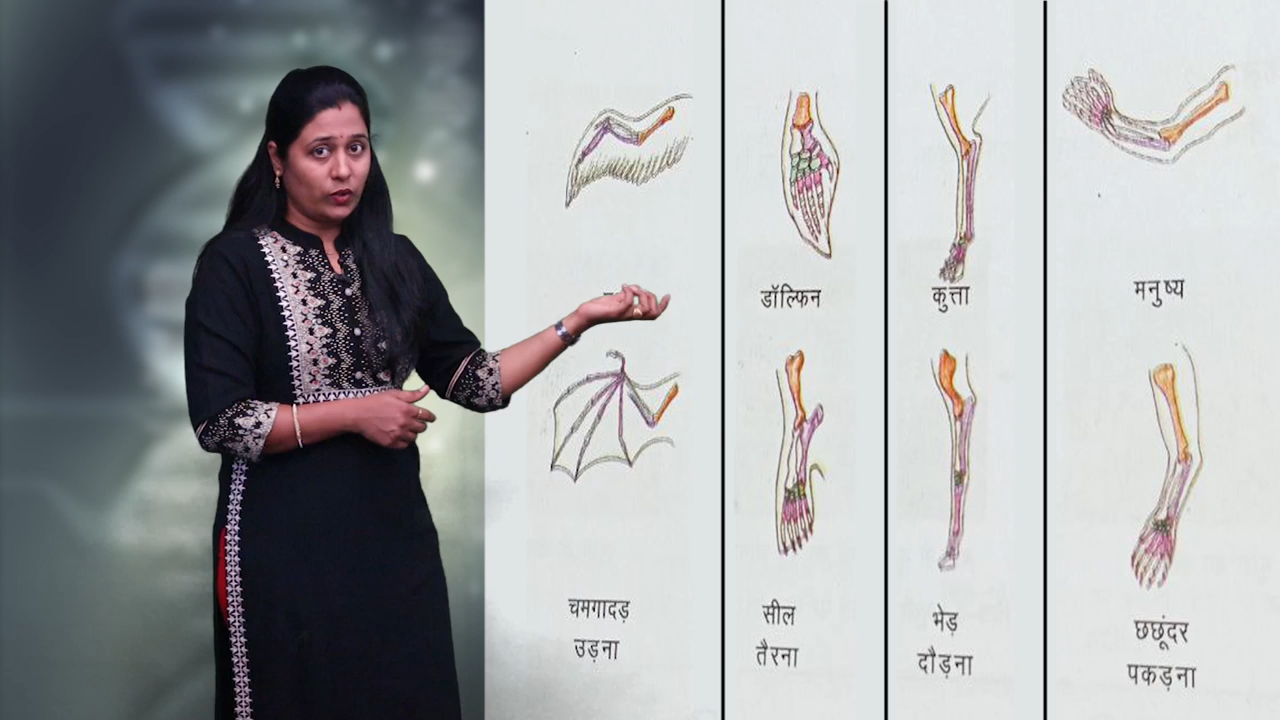 डॉल्फिन
कुत्ता
मनुष्य
चमगादड़
उड़ना
सील
तैरना
भेड़
दौड़ना
छछूंदर
पकड़ना